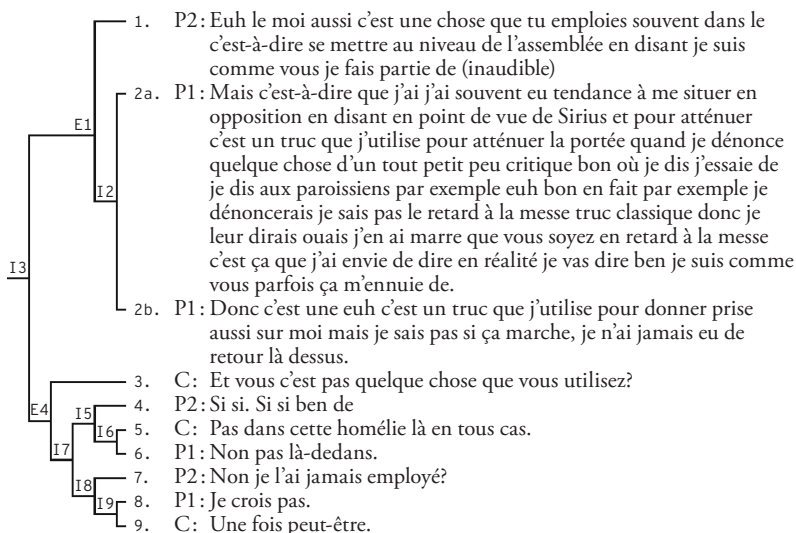 1. P2: Euh le moi aussi c'est une chose que tu emploies souvent dans le
c'est-à-dire se mettre au niveau de l'assemblée en disant je suis
comme vous je fais partie de (inaudible)
2a. P1: Mais c'est-à-dire que j'ai j'ai souvent eu tendance à me situer en
E1
opposition en disant en point de vue de Sirius et pour atténuer
c'est un truc que j'utilise pour atténuer la portée quand je dénonce
quelque chose d'un tout petit peu critique bon où je dis j'essaie de
I2
je dis aux paroissiens par exemple euh bon en fait par exemple je
dénoncerais je sais pas le retard à la messe truc classique donc je
leur dirais ouais j'en ai marre que vous soyez en retard à la messe
I3
c'est ça que j'ai envie de dire en réalité je vas dire ben je suis comme
vous parfois ça m'ennuie de.
2b. P1: Donc c'est une euh c'est un truc que j'utilise pour donner prise
aussi sur moi mais je sais pas si ça marche, je n'ai jamais eu de
retour là dessus.
3. C: Et vous c'est pas quelque chose que vous utilisez?
E4 I5 4. P2: Si si. Si si ben de
I6 5. C: Pas dans cette homélie là en tous cas.
I7 6. P1: Non pas là-dedans.
7. P2: Non je l'ai jamais employé?
I8
I9 8. P1: Je crois pas.
9. C: Une fois peut-être.